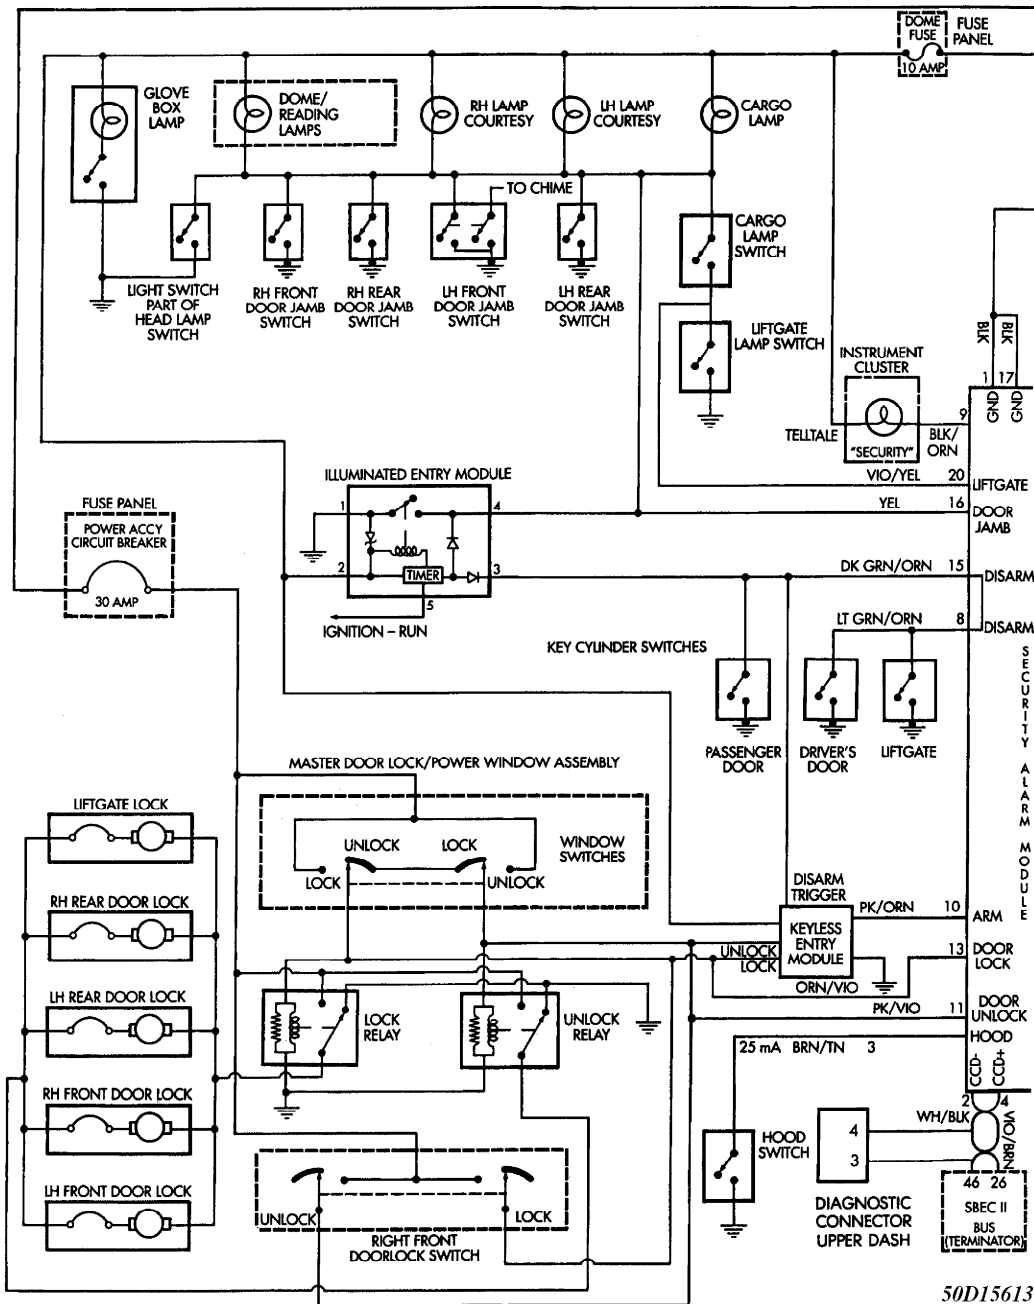 DOME
FUSE
10 AMP
FUSE
PANEL
GLOVE
BOX
LAMP
DOME/
READING
LAMPS
RH LAMP
COURTESY
LH LAMP
COURTESY
CARGO
LAMP
TO CHIME
LIGHT SWITCH
PART OF
HEAD LAMP
SWITCH
RH FRONT
DOOR JAMB
SWITCH
RH REAR
DOOR JAMB
SWITCH
LH FRONT
DOOR JAMB
SWITCH
LH REAR
DOOR JAMB
SWITCH
CARGO
LAMP
SWITCH
LIFTGATE
LAMP SWITCH
INSTRUMENT
CLUSTER
TELLTALE
"SECURITY"
BLK
BLK
1 17
GND
GND
9
BLK/
ORN
VIO/YEL
20
LIFTGATE
YEL
16
DOOR
JAMB
ILLUMINATED ENTRY MODULE
1
4
2
3
TIMER
5
IGNITION – RUN
FUSE PANEL
POWER ACCY
CIRCUIT BREAKER
30 AMP
DK GRN/ORN
15
DISARM
LT GRN/ORN
8
DISARM
KEY CYLINDER SWITCHES
PASSENGER
DOOR
DRIVER'S
DOOR
LIFTGATE
SECURITY ALARM MODULE
MASTER DOOR LOCK/POWER WINDOW ASSEMBLY
UNLOCK
LOCK
WINDOW
SWITCHES
LOCK
UNLOCK
LIFTGATE LOCK
RH REAR DOOR LOCK
LH REAR DOOR LOCK
RH FRONT DOOR LOCK
LH FRONT DOOR LOCK
DISARM
TRIGGER
KEYLESS
ENTRY
MODULE
UNLOCK
LOCK
PK/ORN
10
ARM
13
DOOR
LOCK
ORN/VIO
PK/VIO
11
DOOR
UNLOCK
LOCK
RELAY
UNLOCK
RELAY
25 mA BRN/TN 3
HOOD
CCD-
CCD+
2
4
WH/BLK
VIO/BRN
HOOD
SWITCH
4
3
DIAGNOSTIC
CONNECTOR
UPPER DASH
46 26
SBEC II
BUS
(TERMINATOR)
UNLOCK
LOCK
RIGHT FRONT
DOORLOCK SWITCH
50D15613